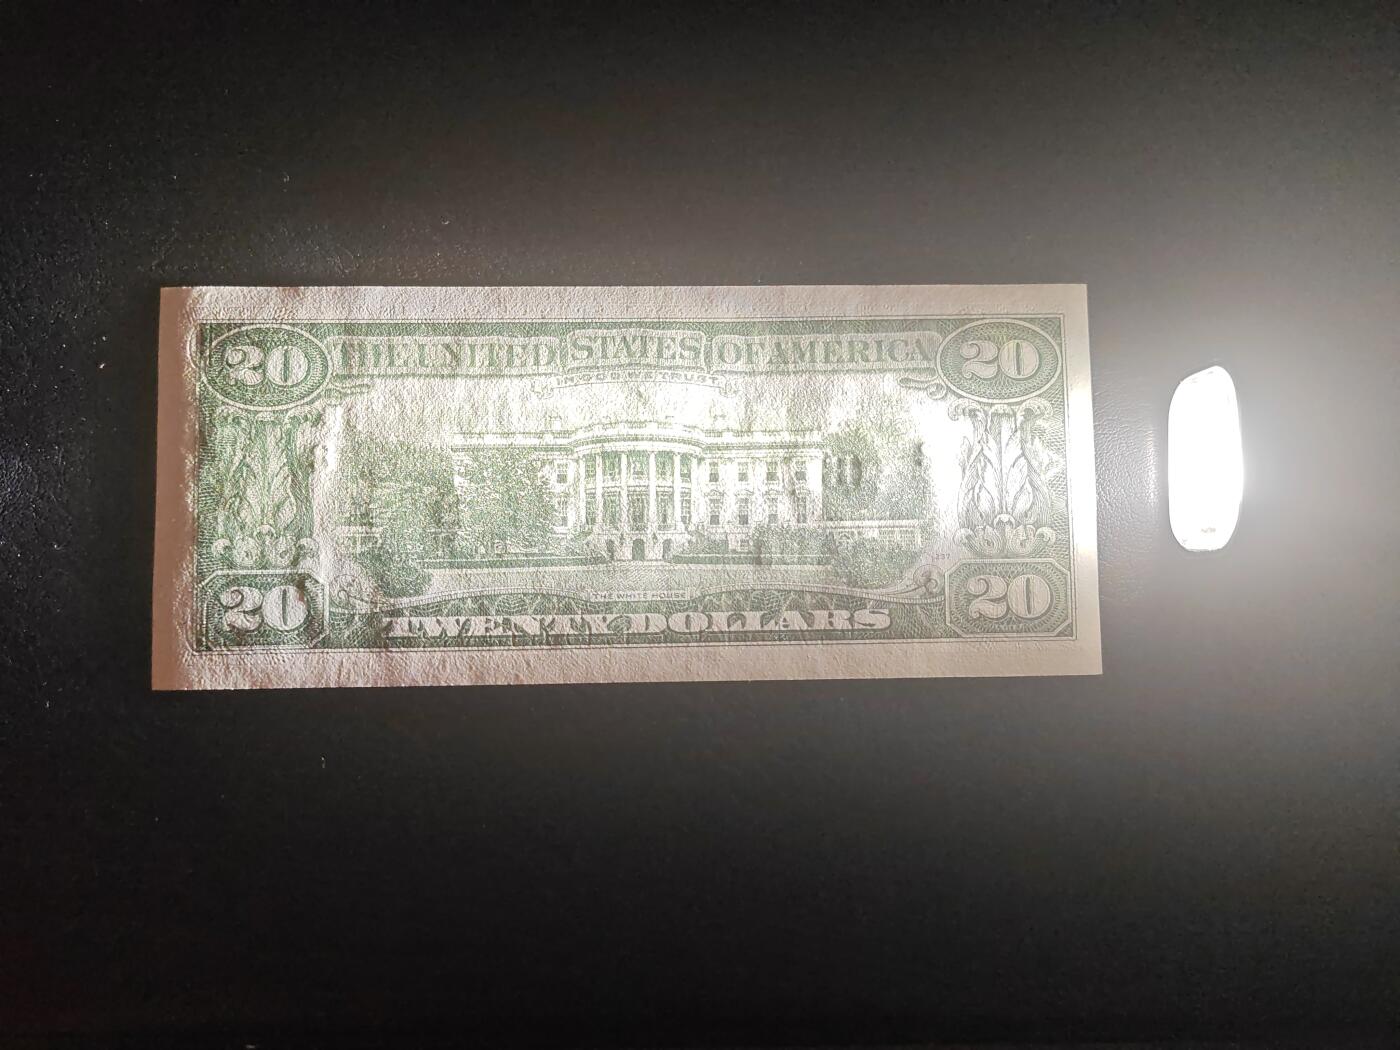 20 THE UNITED STATES OF AMERICA 20
IN GOD WE TRUST
THE WHITE HOUSE
20 TWENTY DOLLARS 20